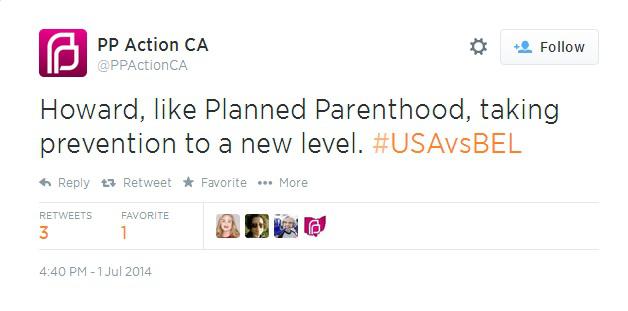 PP Action CA
@PPActionCA
Follow
Howard, like Planned Parenthood, taking
prevention to a new level. #USAvsBEL
Reply Retweet Favorite ••• More
RETWEETS FAVORITE
3 1
4:40 PM - 1 Jul 2014